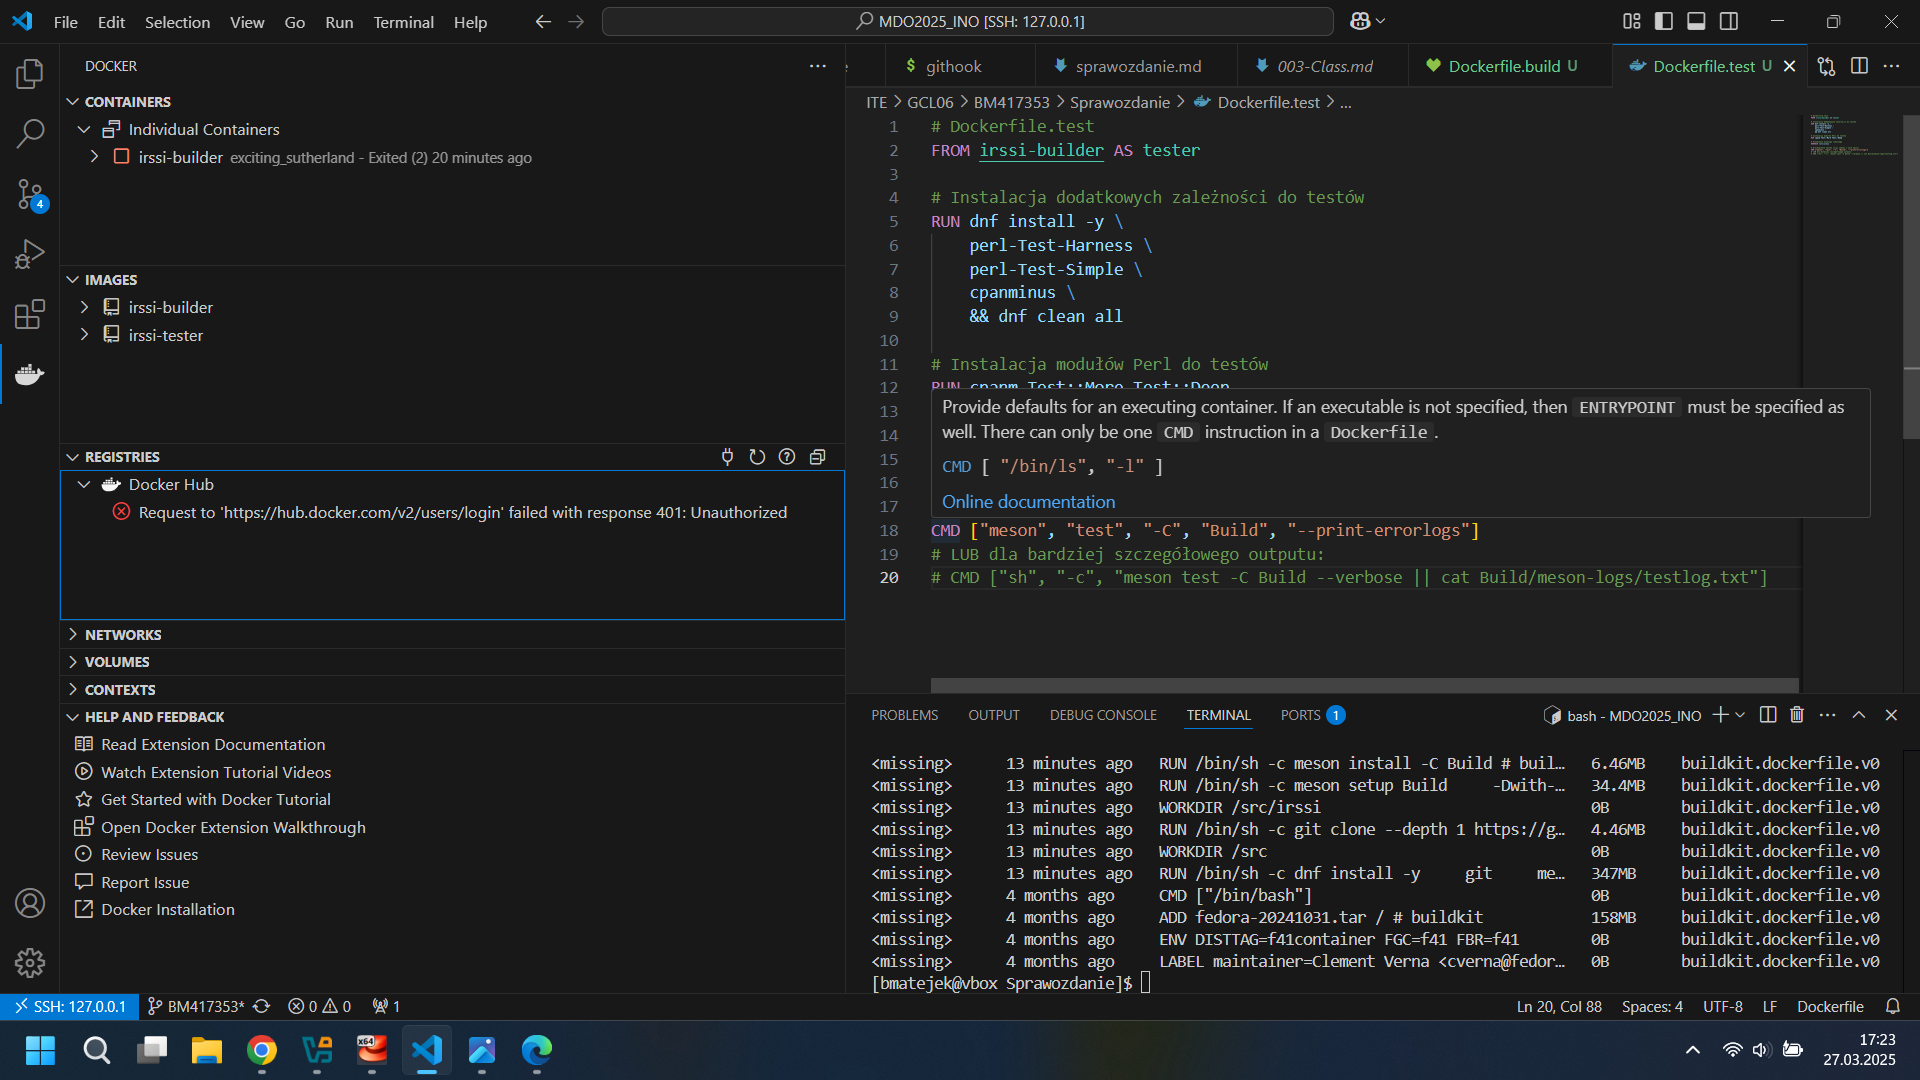 File Edit Selection View Go Run Terminal Help
MDO2025_INO [SSH: 127.0.0.1]
DOCKER
CONTAINERS
Individual Containers
irssi-builder exciting_sutherland - Exited (2) 20 minutes ago
IMAGES
irssi-builder
irssi-tester
REGISTRIES
Docker Hub
Request to 'https://hub.docker.com/v2/users/login' failed with response 401: Unauthorized
NETWORKS
VOLUMES
CONTEXTS
HELP AND FEEDBACK
Read Extension Documentation
Watch Extension Tutorial Videos
Get Started with Docker Tutorial
Open Docker Extension Walkthrough
Review Issues
Report Issue
Docker Installation
4
$ githook sprawozdanie.md 003-Class.md Dockerfile.build U Dockerfile.test U
ITE > GCL06 > BM417353 > Sprawozdanie > Dockerfile.test > ...
1 # Dockerfile.test
2 FROM irssi-builder AS tester
3
4 # Instalacja dodatkowych zależności do testów
5 RUN dnf install -y \
6 perl-Test-Harness \
7 perl-Test-Simple \
8 cpanminus \
9 && dnf clean all
10
11 # Instalacja modułów Perl do testów
12 RUN cpanm Test::More Test::Deep
13
14
15
16
17
Provide defaults for an executing container. If an executable is not specified, then ENTRYPOINT must be specified as
well. There can only be one CMD instruction in a Dockerfile.
CMD [ "/bin/ls", "-l" ]
Online documentation
18 CMD ["meson", "test", "-C", "Build", "--print-errorlogs"]
19 # LUB dla bardziej szczegółowego outputu:
20 # CMD ["sh", "-c", "meson test -C Build --verbose || cat Build/meson-logs/testlog.txt"]
PROBLEMS OUTPUT DEBUG CONSOLE TERMINAL PORTS 1
bash - MDO2025_INO
<missing> 13 minutes ago RUN /bin/sh -c meson install -C Build # buil… 6.46MB buildkit.dockerfile.v0
<missing> 13 minutes ago RUN /bin/sh -c meson setup Build -Dwith-… 34.4MB buildkit.dockerfile.v0
<missing> 13 minutes ago WORKDIR /src/irssi 0B buildkit.dockerfile.v0
<missing> 13 minutes ago RUN /bin/sh -c git clone --depth 1 https://g… 4.46MB buildkit.dockerfile.v0
<missing> 13 minutes ago WORKDIR /src 0B buildkit.dockerfile.v0
<missing> 13 minutes ago RUN /bin/sh -c dnf install -y git me… 347MB buildkit.dockerfile.v0
<missing> 4 months ago CMD ["/bin/bash"] 0B buildkit.dockerfile.v0
<missing> 4 months ago ADD fedora-20241031.tar / # buildkit 158MB buildkit.dockerfile.v0
<missing> 4 months ago ENV DISTTAG=f41container FGC=f41 FBR=f41 0B buildkit.dockerfile.v0
<missing> 4 months ago LABEL maintainer=Clement Verna <cverna@fedor… 0B buildkit.dockerfile.v0
[bmatejek@vbox Sprawozdanie]$
SSH: 127.0.0.1 BM417353* 0 0 1
Ln 20, Col 88 Spaces: 4 UTF-8 LF Dockerfile
x64
17:23
27.03.2025